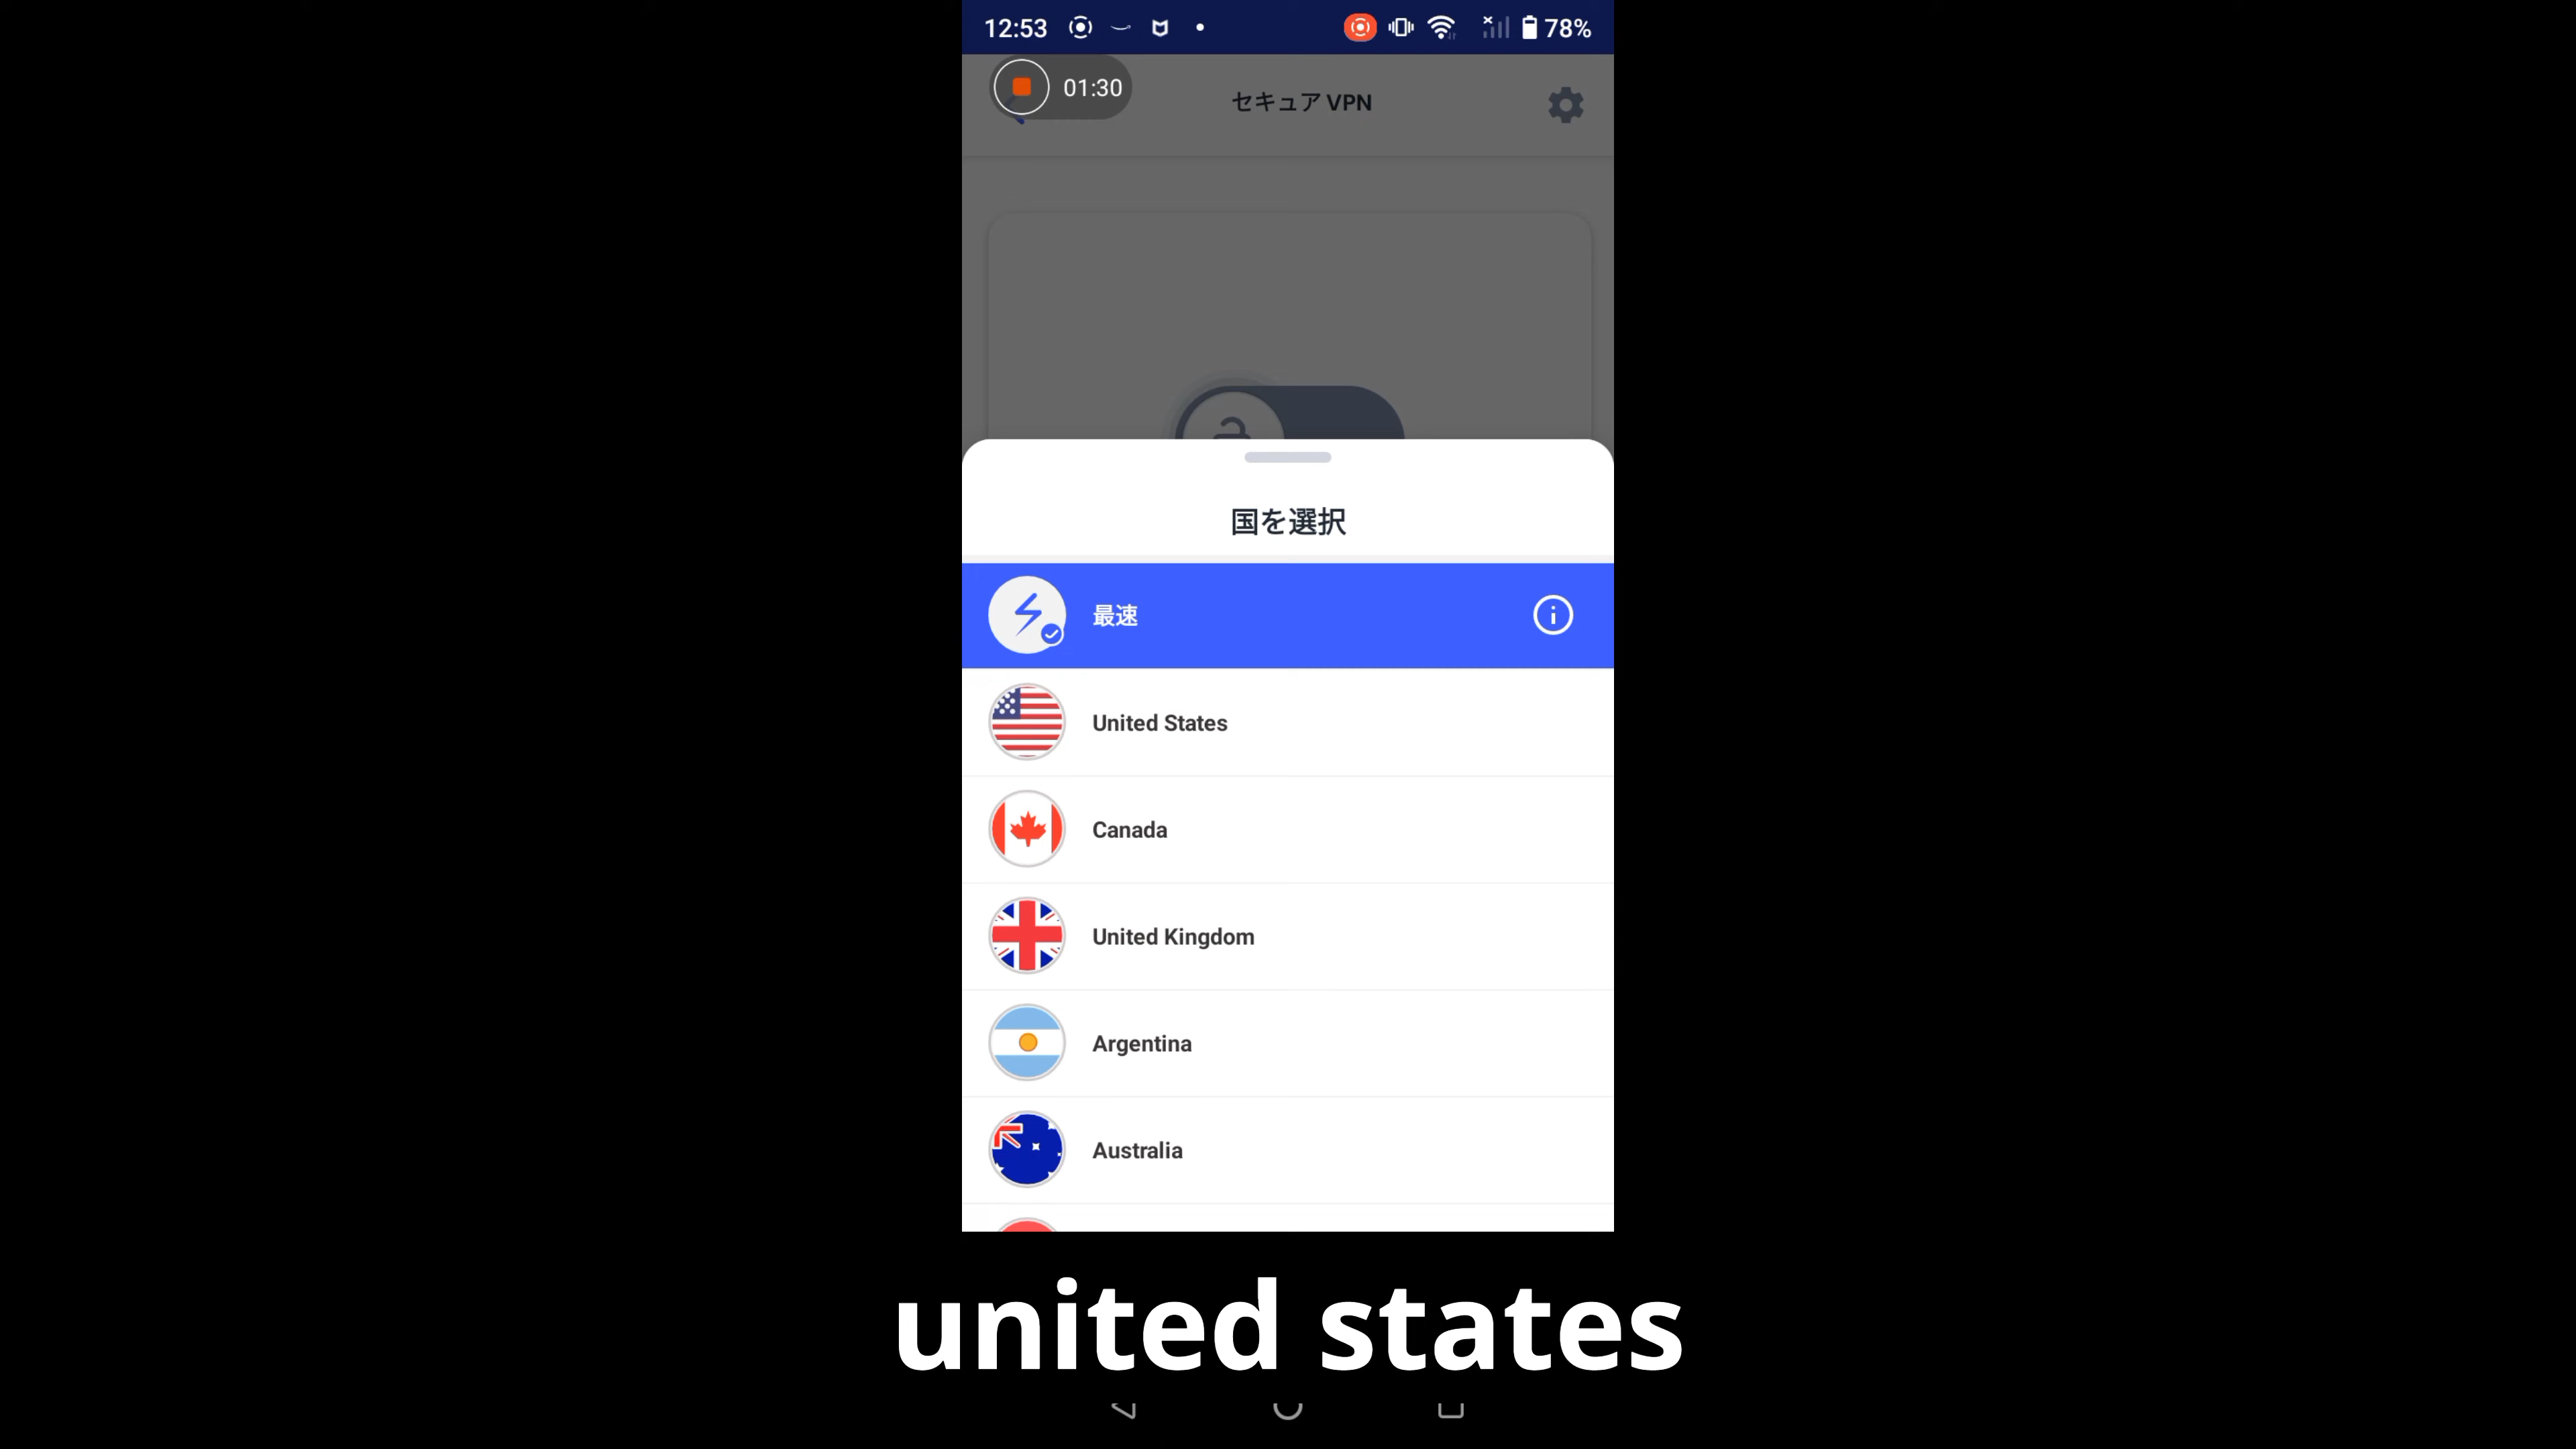 12:53
78%
01:30
セキュア VPN
国を選択
最速
United States
Canada
United Kingdom
Argentina
Australia
united states